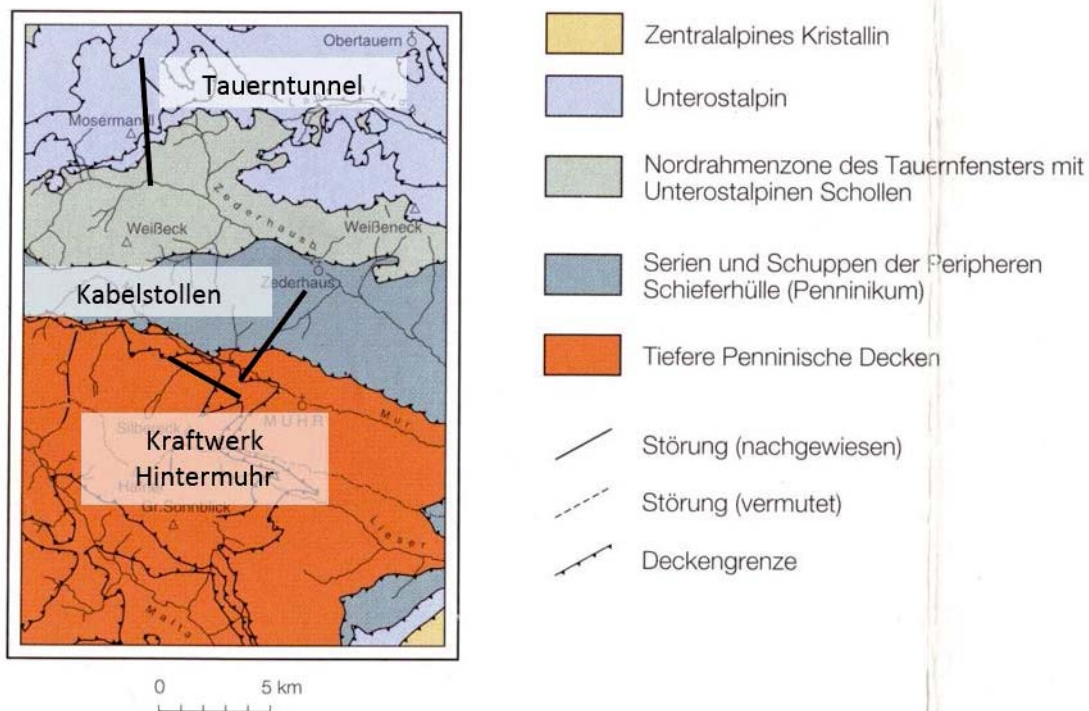 Obertauern
Tauerntunnel
Mosermandl
Zederhausb.
Weißeck
Weißeneck
Kabelstollen
Zederhaus
Mur
MUHR
Silbereck
Kraftwerk
Hintermuhr
Hafner
Gr. Sonnblick
Lieser
Malta
0 5 km
Zentralalpines Kristallin
Unterostalpin
Nordrahmenzone des Tauernfensters mit
Unterostalpinen Schollen
Serien und Schuppen der Peripheren
Schieferhülle (Penninikum)
Tiefere Penninische Decken
Störung (nachgewiesen)
Störung (vermutet)
Deckengrenze